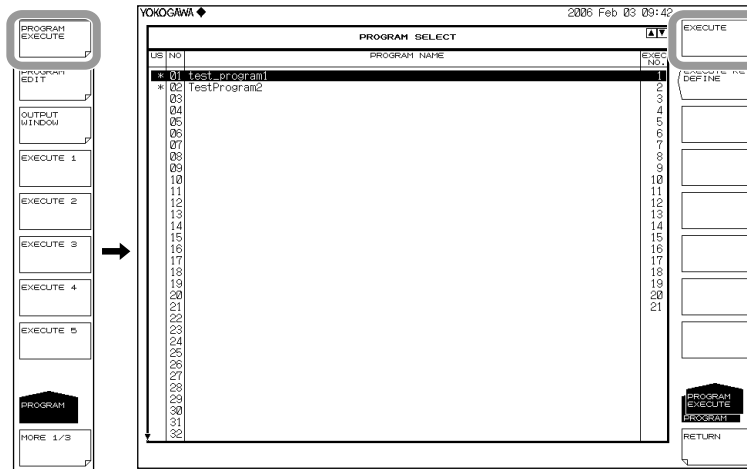 PROGRAM
EXECUTE
PROGRAM
EDIT
OUTPUT
WINDOW
EXECUTE 1
EXECUTE 2
EXECUTE 3
EXECUTE 4
EXECUTE 5
PROGRAM
MORE 1/3
YOKOGAWA 2006 Feb 03 09:42
PROGRAM SELECT
US NO PROGRAM NAME EXEC NO.
* 01 test_program1 1
* 02 TestProgram2 2
03 3
04 4
05 5
06 6
07 7
08 8
09 9
10 10
11 11
12 12
13 13
14 14
15 15
16 16
17 17
18 18
19 19
20 20
21 21
22
23
24
25
26
27
28
29
30
31
32
EXECUTE
EXECUTE KE
DEFINE
PROGRAM
EXECUTE
PROGRAM
RETURN